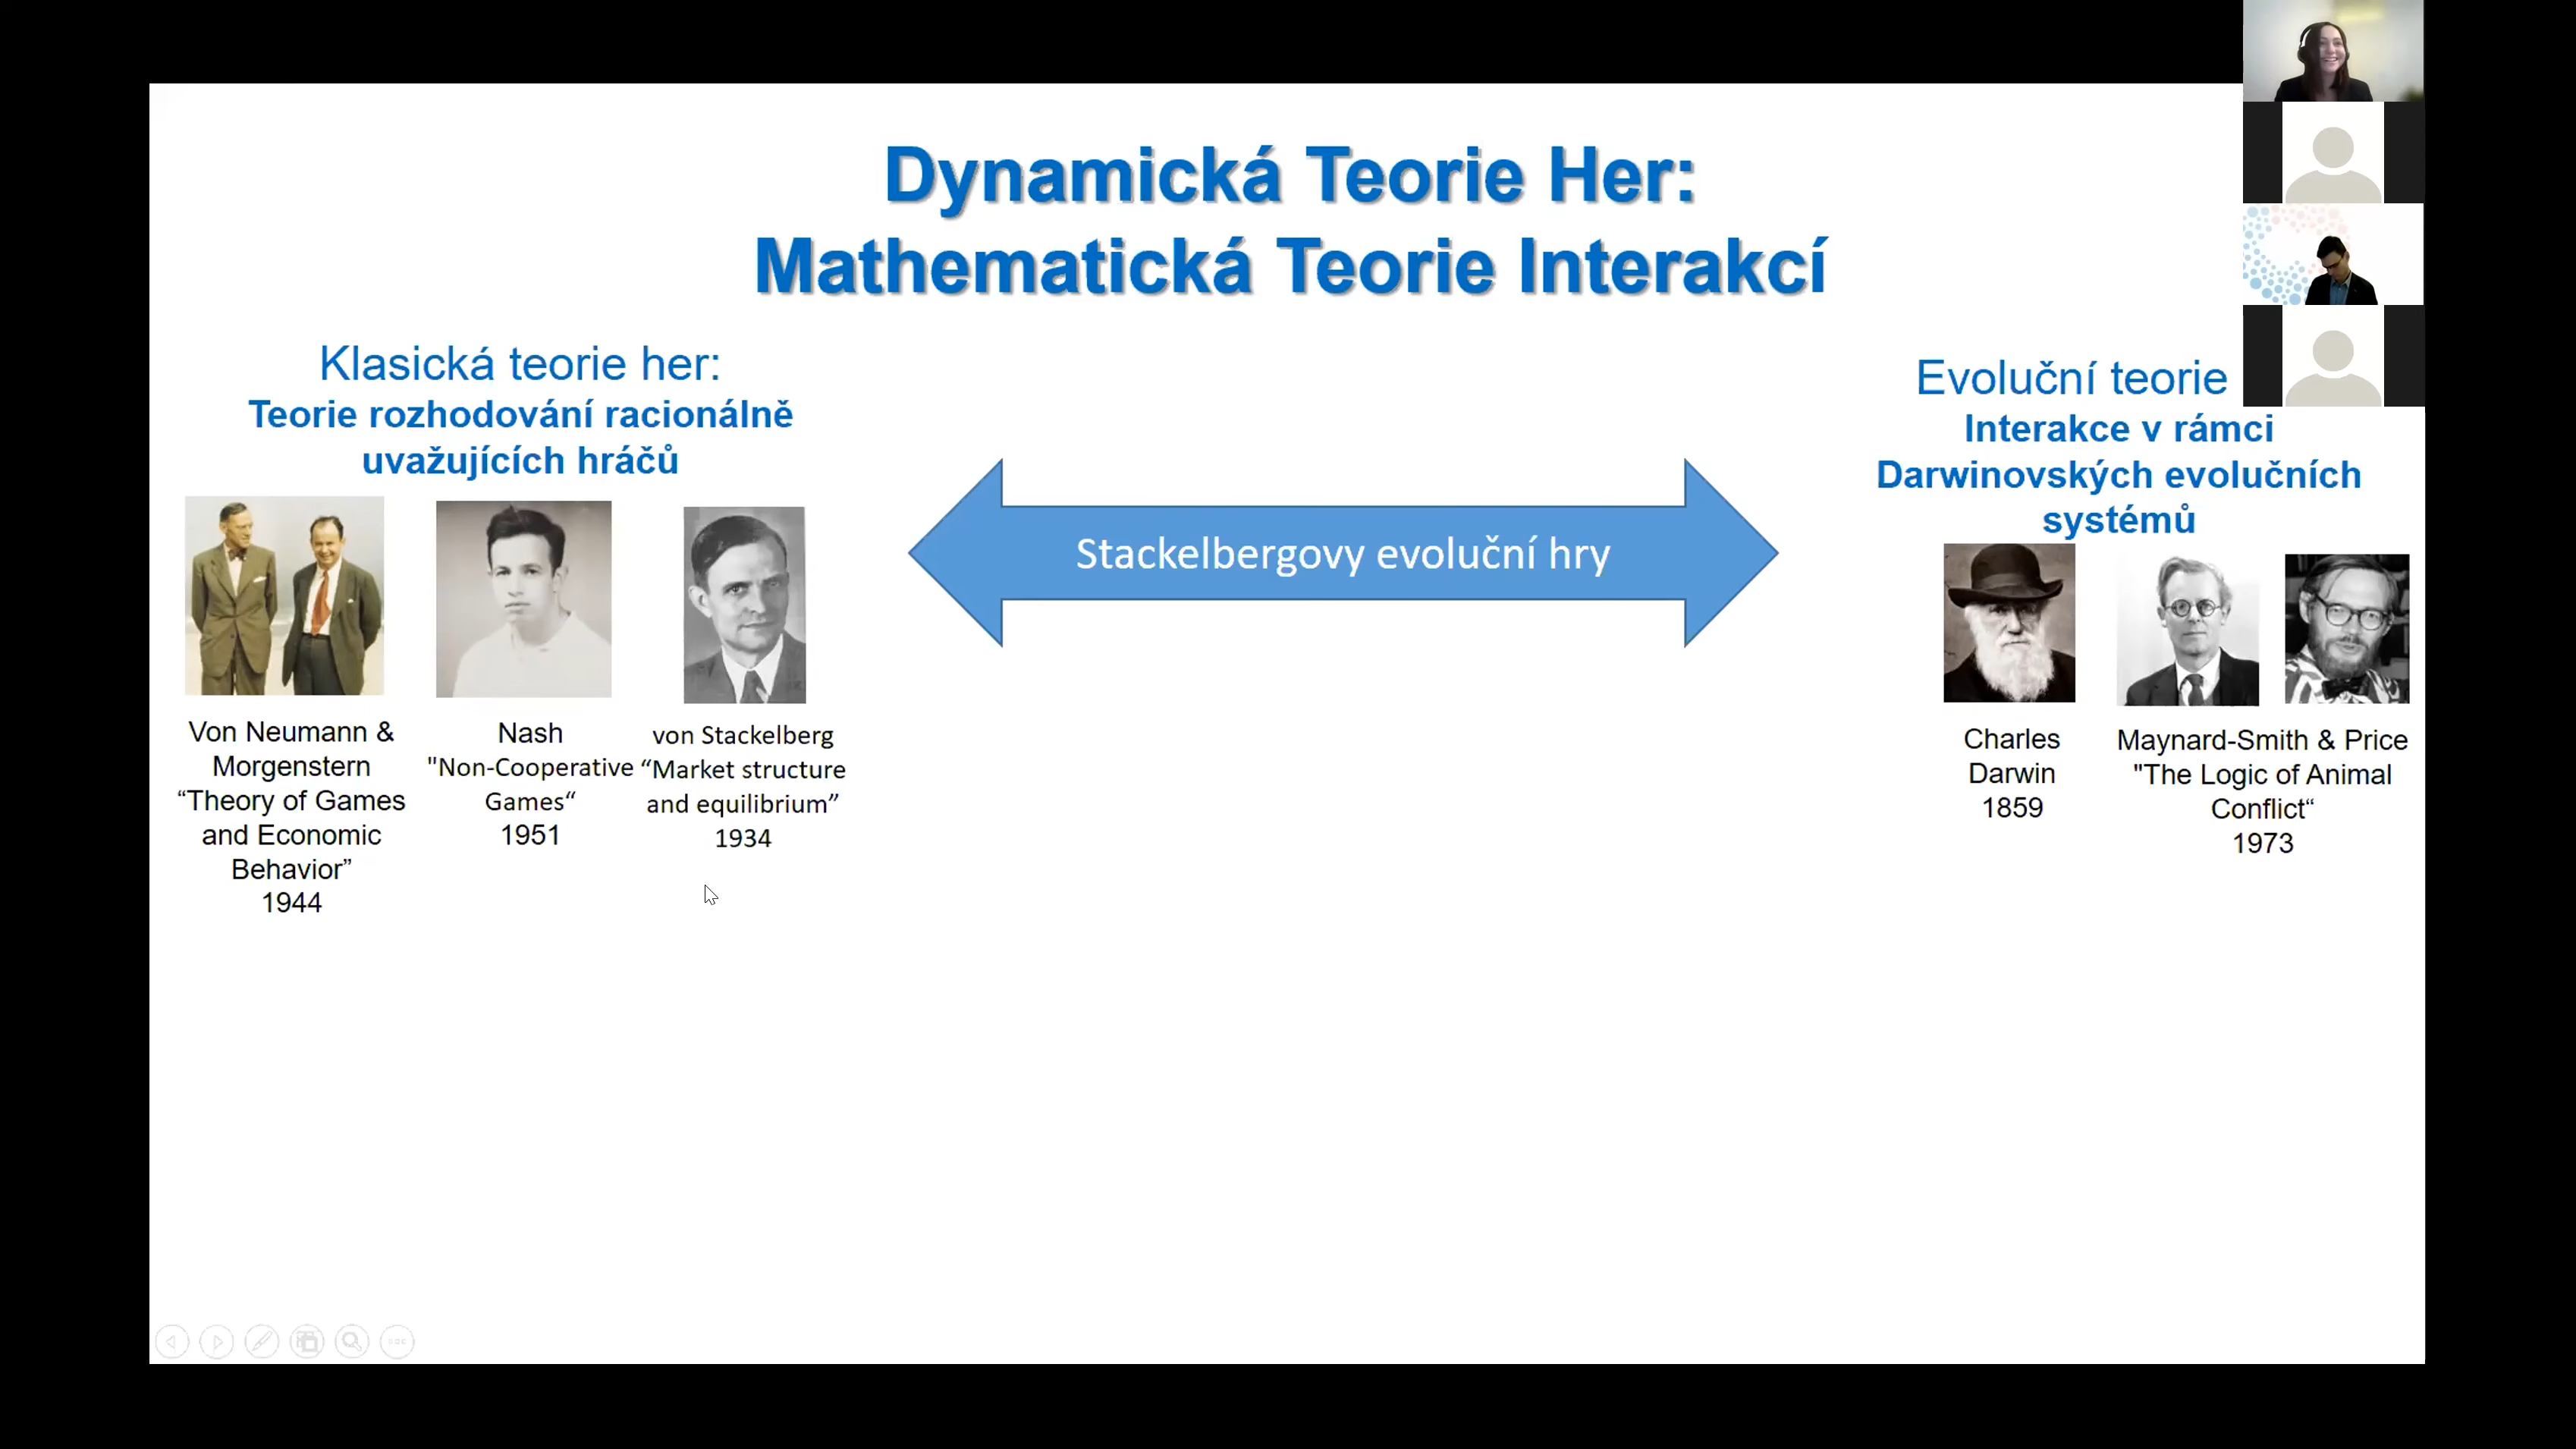 Dynamická Teorie Her:
Mathematická Teorie Interakcí
Klasická teorie her:
Teorie rozhodování racionálně
uvažujících hráčů
Von Neumann &
Morgenstern
“Theory of Games
and Economic
Behavior”
1944
Nash
"Non-Cooperative
Games“
1951
von Stackelberg
“Market structure
and equilibrium”
1934
Stackelbergovy evoluční hry
Evoluční teorie
Interakce v rámci
Darwinovských evolučních
systémů
Charles
Darwin
1859
Maynard-Smith & Price
"The Logic of Animal
Conflict“
1973